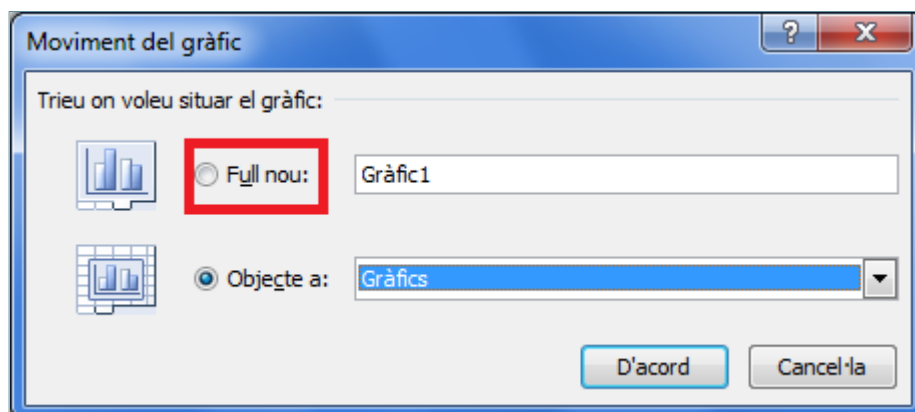 Moviment del gràfic
Trieu on voleu situar el gràfic:
Full nou: Gràfic1
Objecte a: Gràfics
D'acord Cancel·la